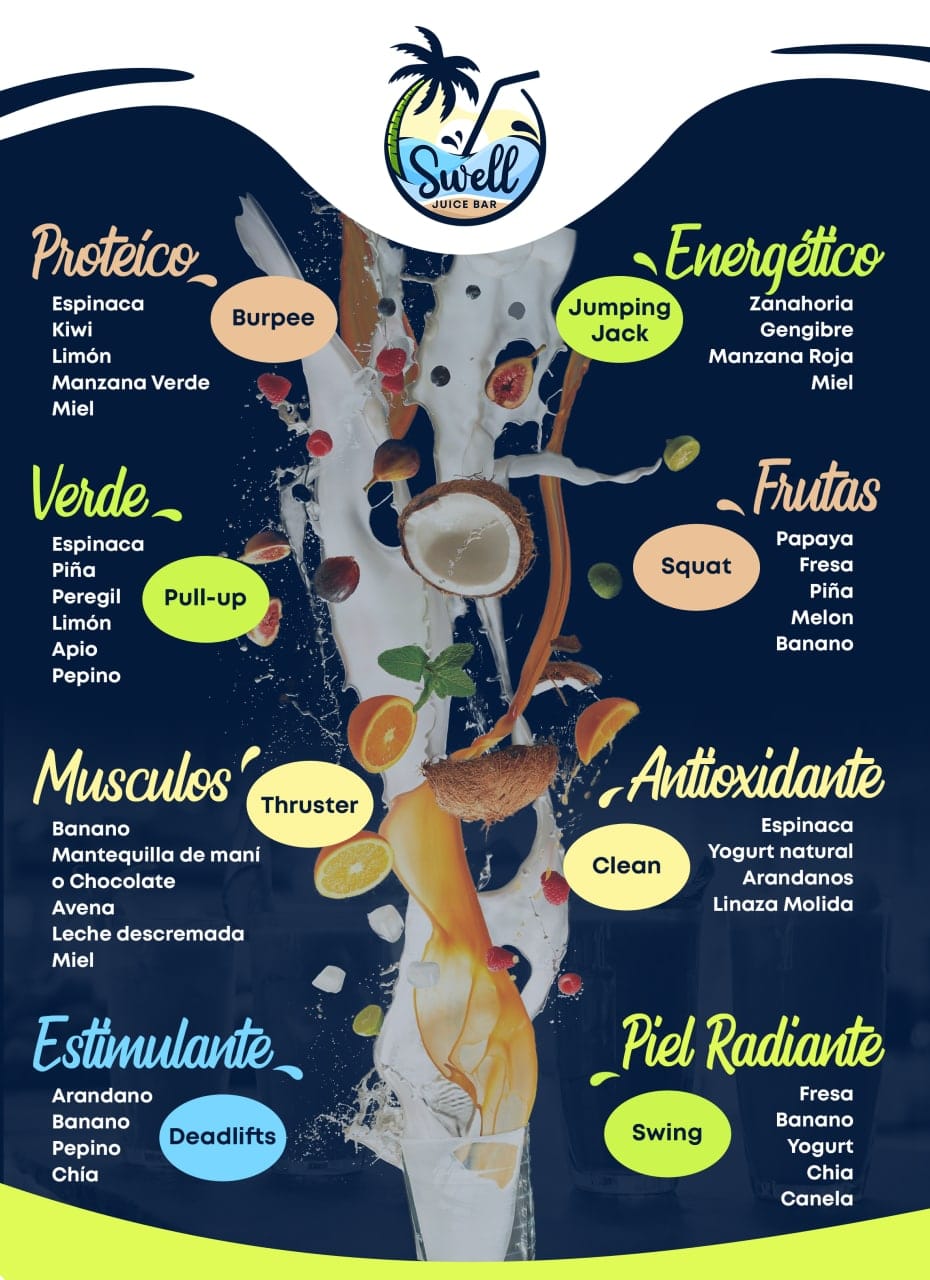 Swell
JUICE BAR
Proteíco
Burpee
Espinaca
Kiwi
Limón
Manzana Verde
Miel
Energético
Jumping
Jack
Zanahoria
Gengibre
Manzana Roja
Miel
Verde
Pull-up
Espinaca
Piña
Peregil
Limón
Apio
Pepino
Frutas
Squat
Papaya
Fresa
Piña
Melon
Banano
Musculos
Thruster
Banano
Mantequilla de maní
o Chocolate
Avena
Leche descremada
Miel
Antioxidante
Clean
Espinaca
Yogurt natural
Arandanos
Linaza Molida
Estimulante
Deadlifts
Arandano
Banano
Pepino
Chía
Piel Radiante
Swing
Fresa
Banano
Yogurt
Chia
Canela